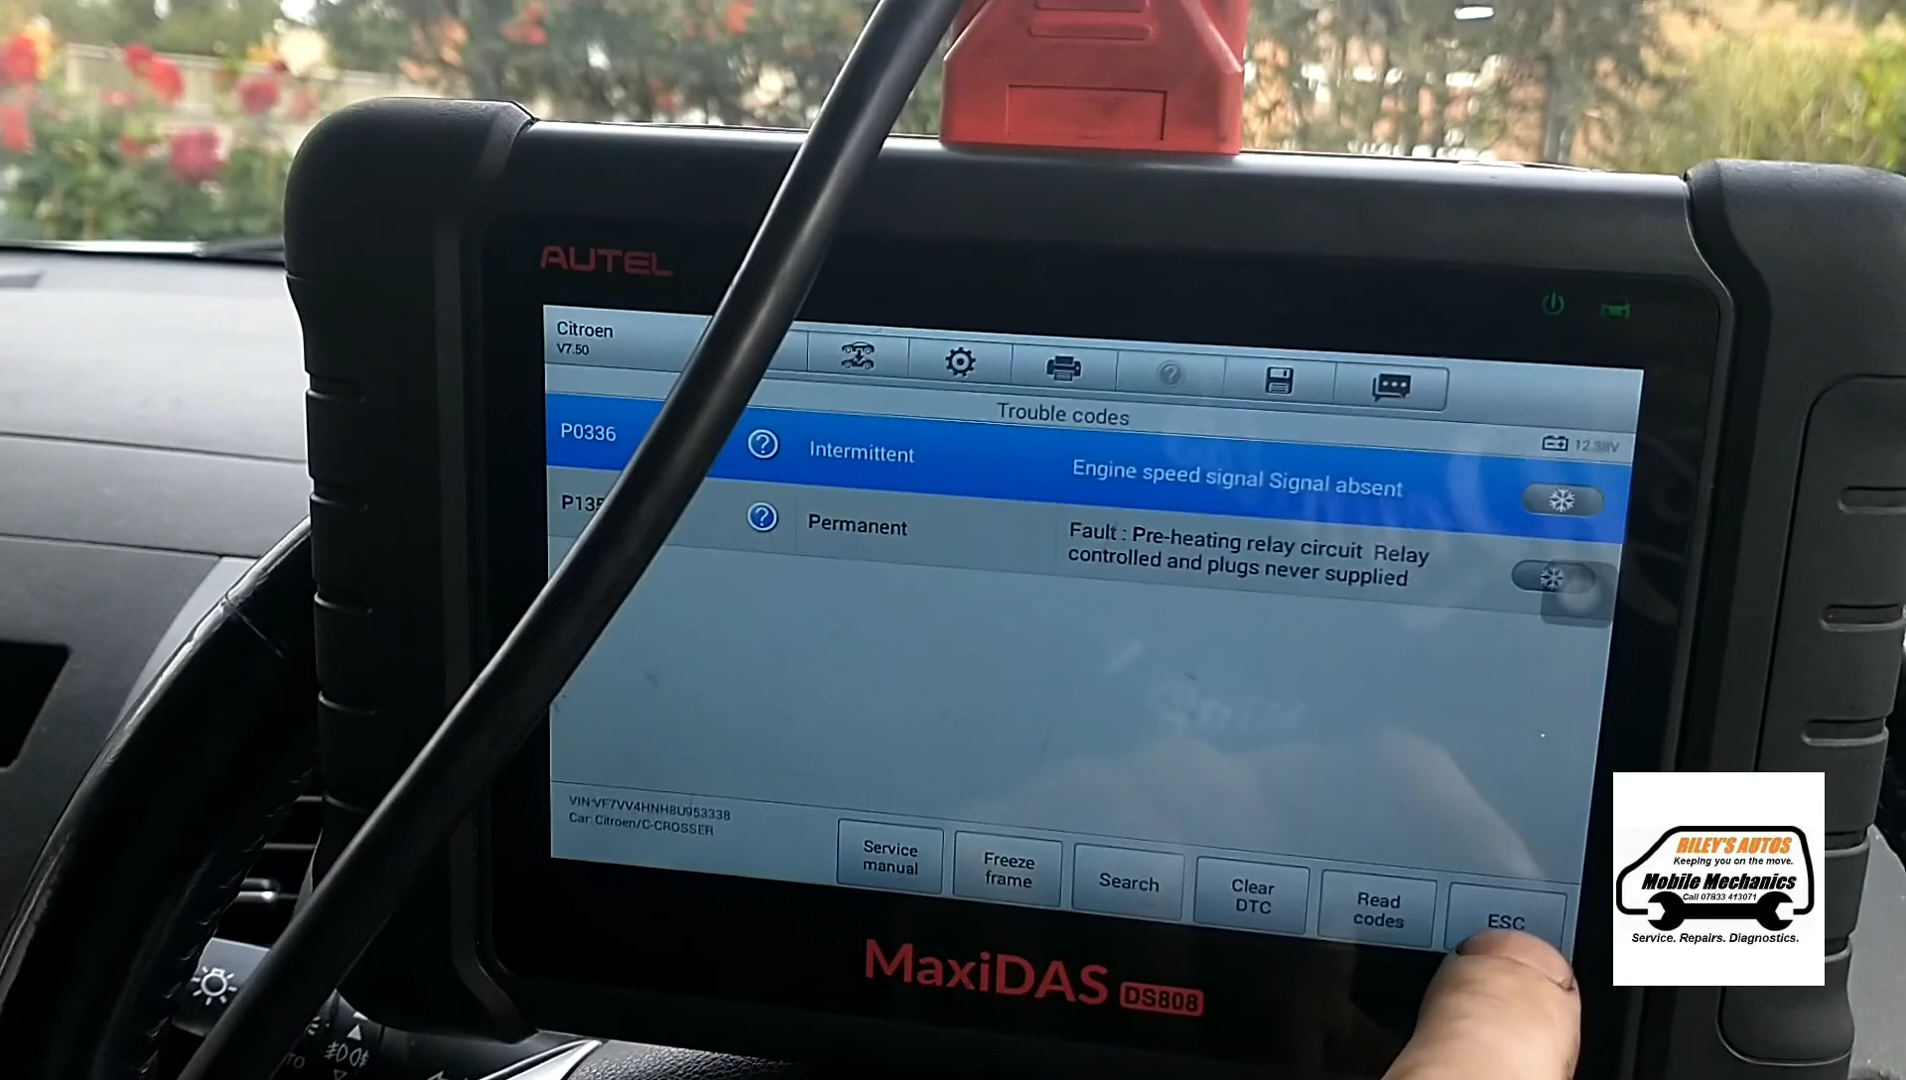 AUTEL
Citroen
V7.50
Trouble codes
12.38V
P0336
Intermittent
Engine speed signal Signal absent
Permanent
Fault : Pre-heating relay circuit Relay
controlled and plugs never supplied
VIN:VF7VV4HNH8U953338
Car: Citroen/C-CROSSER
Service
manual
Freeze
frame
Search
Clear
DTC
Read
codes
ESC
MaxiDAS DS808
RILEY'S AUTOS
Keeping you on the move.
Mobile Mechanics
Call 07833 413071
Service. Repairs. Diagnostics.